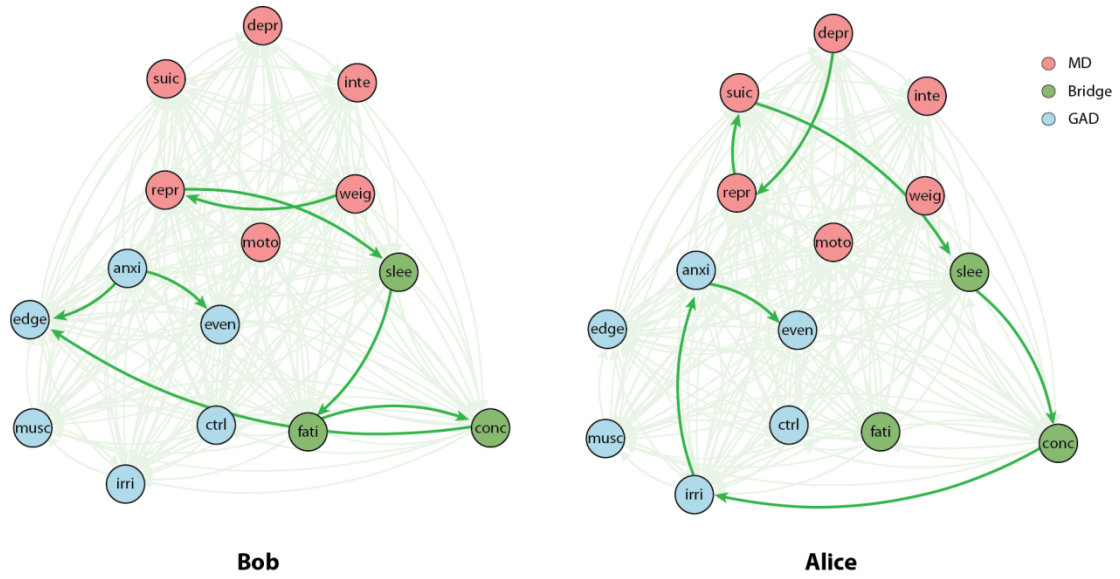 depr
suic
inte
repr
weig
moto
anxi
slee
edge
even
musc
ctrl
fati
conc
irri
Bob
depr
suic
inte
repr
weig
moto
anxi
slee
edge
even
musc
ctrl
fati
conc
irri
Alice
MD
Bridge
GAD